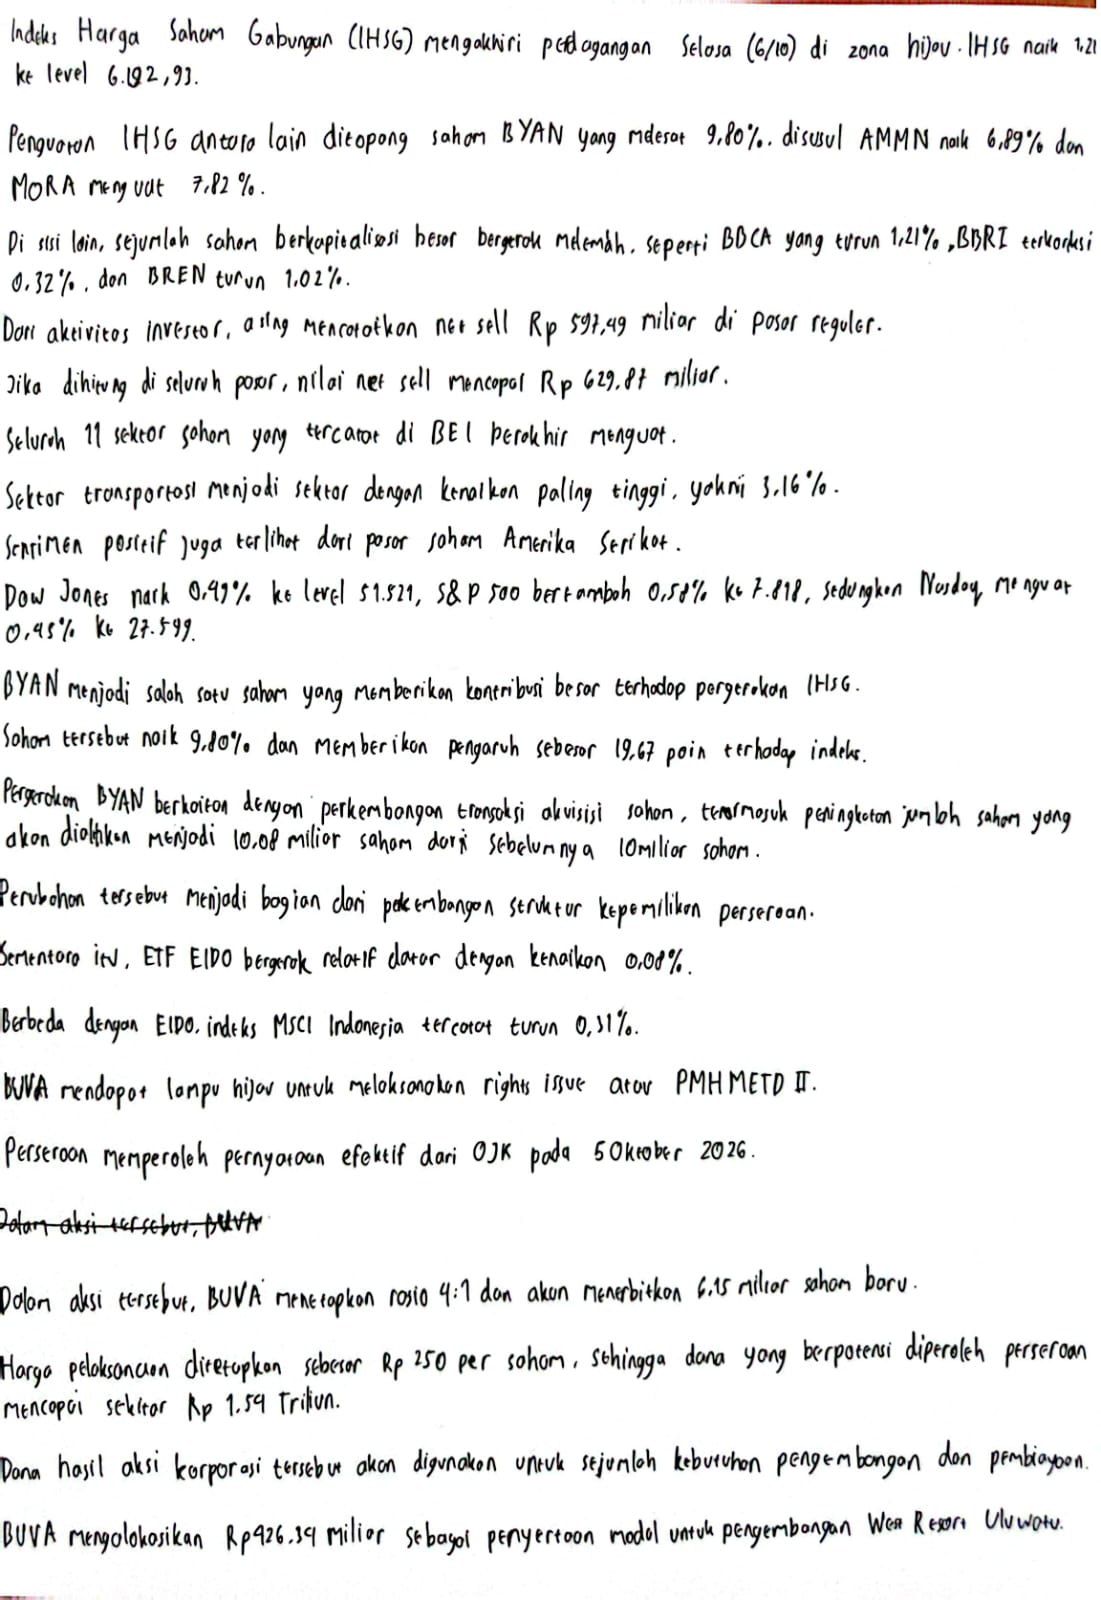 Indeks Harga Saham Gabungan (IHSG) mengakhiri perdagangan Selasa (6/10) di zona hijau. IHSG naik 1,21
ke level 6.192,93.
Penguatan IHSG antara lain ditopang saham BYAN yang melesat 9,80%. disusul AMMN naik 6,89% dan
MORA menguat 7,82%.
Di sisi lain, sejumlah saham berkapitalisasi besar bergerak melemah. seperti BBCA yang turun 1,21%, BBRI terkoreksi
0.32%, dan BREN turun 1.02%.
Dari aktivitas investor, asing mencatatkan net sell Rp 597,49 miliar di pasar reguler.
Jika dihitung di seluruh pasar, nilai net sell mencapai Rp 629.87 miliar.
Seluruh 11 sektor saham yang tercatat di BEI berakhir menguat.
Sektor transportasi menjadi sektor dengan kenaikan paling tinggi, yakni 3,16%.
Sentimen positif juga terlihat dari pasar saham Amerika Serikat.
Dow Jones naik 0,49% ke level 51.521, S&P 500 bertambah 0,58% ke 7.818, sedangkan Nasdaq menguat
0,45% ke 27.599.
BYAN menjadi salah satu saham yang memberikan kontribusi besar terhadap pergerakan IHSG.
Saham tersebut naik 9,80% dan memberikan pengaruh sebesar 19,67 poin terhadap indeks.
Pergerakan BYAN berkaitan dengan perkembangan transaksi akuisisi saham, termasuk peningkatan jumlah saham yang
akan dialihkan menjadi 10,08 miliar saham dari sebelumnya 10 miliar saham.
Perubahan tersebut menjadi bagian dari perkembangan struktur kepemilikan perseroan.
Sementara itu, ETF EIDO bergerak relatif datar dengan kenaikan 0,08%.
Berbeda dengan EIDO, indeks MSCI Indonesia tercatat turun 0,31%.
BUVA mendapat lampu hijau untuk melaksanakan rights issue atau PMHMETD II.
Perseroan memperoleh pernyataan efektif dari OJK pada 5 Oktober 2026.
Dalam aksi tersebut, BUVA
Dalam aksi tersebut, BUVA menetapkan rasio 4:1 dan akan menerbitkan 6,15 miliar saham baru.
Harga pelaksanaan ditetapkan sebesar Rp 250 per saham, sehingga dana yang berpotensi diperoleh perseroan
mencapai sekitar Rp 1.54 Triliun.
Dana hasil aksi korporasi tersebut akan digunakan untuk sejumlah kebutuhan pengembangan dan pembiayaan.
BUVA mengalokasikan Rp426.39 miliar sebagai penyertaan modal untuk pengembangan Resort Uluwatu.